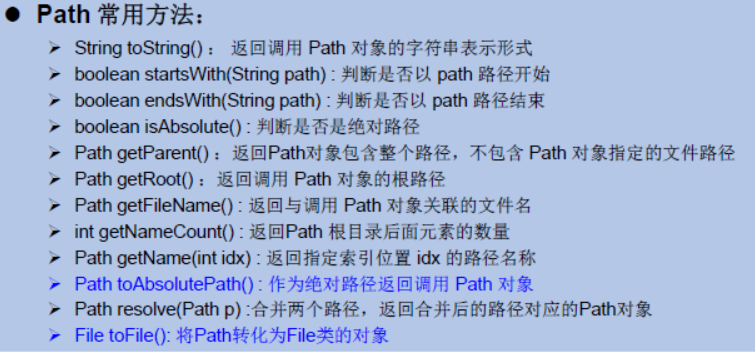 ● Path 常用方法：
➢ String toString()： 返回调用 Path 对象的字符串表示形式
➢ boolean startsWith(String path) : 判断是否以 path 路径开始
➢ boolean endsWith(String path) : 判断是否以 path 路径结束
➢ boolean isAbsolute() : 判断是否是绝对路径
➢ Path getParent()：返回Path对象包含整个路径，不包含 Path 对象指定的文件路径
➢ Path getRoot()：返回调用 Path 对象的根路径
➢ Path getFileName() : 返回与调用 Path 对象关联的文件名
➢ int getNameCount() : 返回Path 根目录后面元素的数量
➢ Path getName(int idx) : 返回指定索引位置 idx 的路径名称
➢ Path toAbsolutePath() : 作为绝对路径返回调用 Path 对象
➢ Path resolve(Path p) :合并两个路径，返回合并后的路径对应的Path对象
➢ File toFile(): 将Path转化为File类的对象